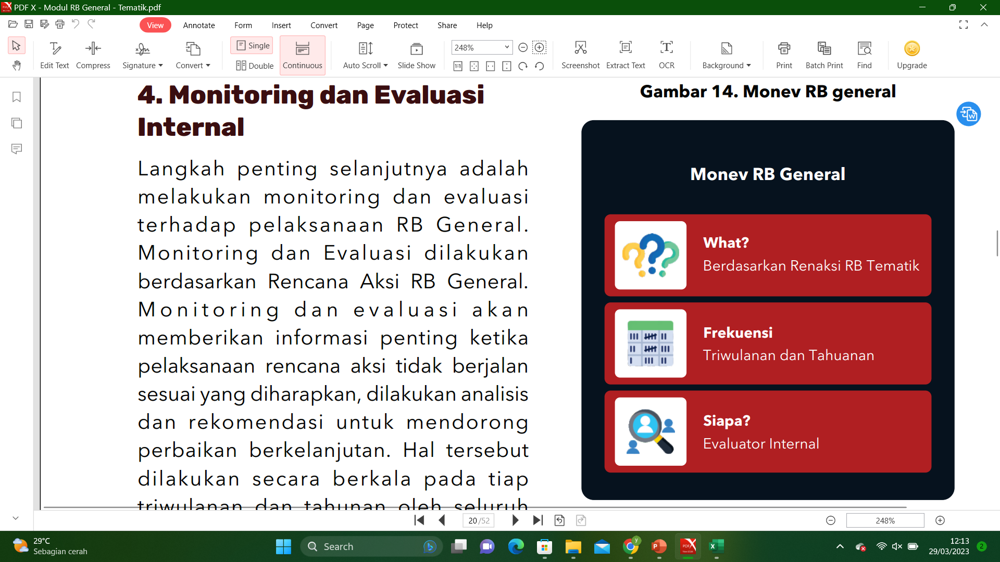 PDF X - Modul RB General - Tematik.pdf
View Annotate Form Insert Convert Page Protect Share Help
Edit Text Compress Signature Convert Single Double Continuous Auto Scroll Slide Show 248% Screenshot Extract Text OCR Background Print Batch Print Find Upgrade
4. Monitoring dan Evaluasi
Internal
Langkah penting selanjutnya adalah
melakukan monitoring dan evaluasi
terhadap pelaksanaan RB General.
Monitoring dan Evaluasi dilakukan
berdasarkan Rencana Aksi RB General.
Monitoring dan evaluasi akan
memberikan informasi penting ketika
pelaksanaan rencana aksi tidak berjalan
sesuai yang diharapkan, dilakukan analisis
dan rekomendasi untuk mendorong
perbaikan berkelanjutan. Hal tersebut
dilakukan secara berkala pada tiap
triwulanan dan tahunan oleh seluruh
Gambar 14. Monev RB general
Monev RB General
What?
Berdasarkan Renaksi RB Tematik
Frekuensi
Triwulanan dan Tahuanan
Siapa?
Evaluator Internal
20 /52
248%
29°C
Sebagian cerah
Search
12:13
29/03/2023
2